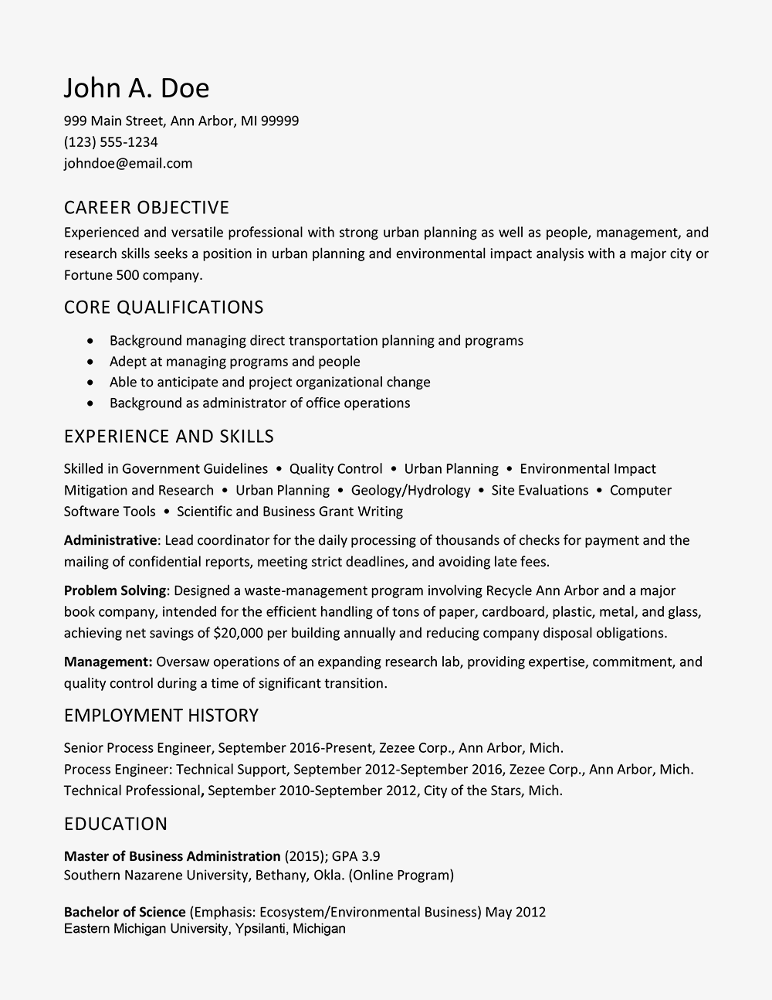 John A. Doe
999 Main Street, Ann Arbor, MI 99999
(123) 555-1234
johndoe@email.com
CAREER OBJECTIVE
Experienced and versatile professional with strong urban planning as well as people, management, and
research skills seeks a position in urban planning and environmental impact analysis with a major city or
Fortune 500 company.
CORE QUALIFICATIONS
• Background managing direct transportation planning and programs
• Adept at managing programs and people
• Able to anticipate and project organizational change
• Background as administrator of office operations
EXPERIENCE AND SKILLS
Skilled in Government Guidelines • Quality Control • Urban Planning • Environmental Impact
Mitigation and Research • Urban Planning • Geology/Hydrology • Site Evaluations • Computer
Software Tools • Scientific and Business Grant Writing
Administrative: Lead coordinator for the daily processing of thousands of checks for payment and the
mailing of confidential reports, meeting strict deadlines, and avoiding late fees.
Problem Solving: Designed a waste-management program involving Recycle Ann Arbor and a major
book company, intended for the efficient handling of tons of paper, cardboard, plastic, metal, and glass,
achieving net savings of $20,000 per building annually and reducing company disposal obligations.
Management: Oversaw operations of an expanding research lab, providing expertise, commitment, and
quality control during a time of significant transition.
EMPLOYMENT HISTORY
Senior Process Engineer, September 2016-Present, Zezee Corp., Ann Arbor, Mich.
Process Engineer: Technical Support, September 2012-September 2016, Zezee Corp., Ann Arbor, Mich.
Technical Professional, September 2010-September 2012, City of the Stars, Mich.
EDUCATION
Master of Business Administration (2015); GPA 3.9
Southern Nazarene University, Bethany, Okla. (Online Program)
Bachelor of Science (Emphasis: Ecosystem/Environmental Business) May 2012
Eastern Michigan University, Ypsilanti, Michigan